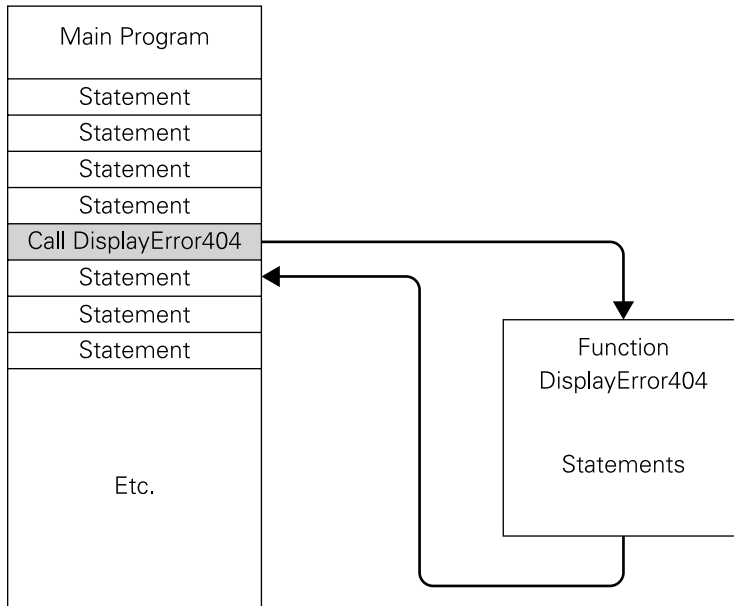 Main Program
Statement
Statement
Statement
Statement
Call DisplayError404
Statement
Statement
Statement
Etc.
Function
DisplayError404
Statements